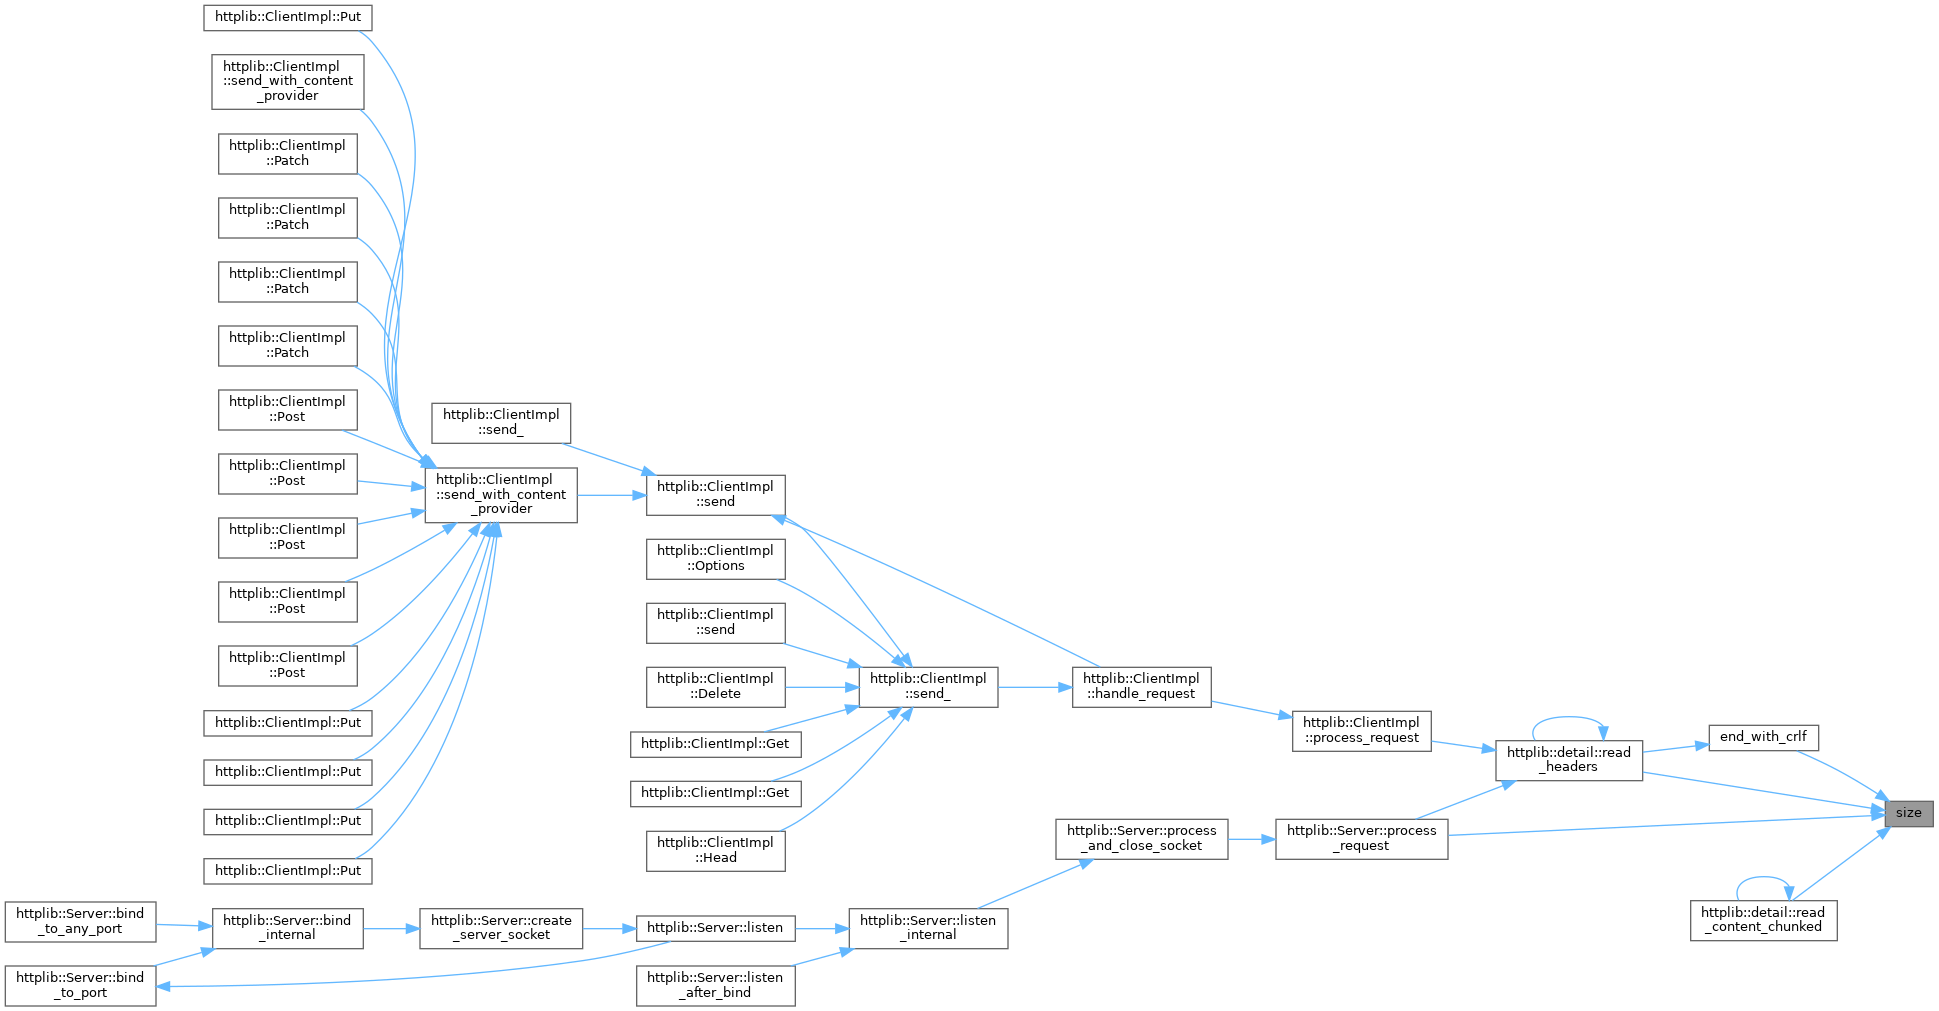 httplib::ClientImpl::Put
httplib::ClientImpl
::send_with_content
_provider
httplib::ClientImpl
::Patch
httplib::ClientImpl
::Patch
httplib::ClientImpl
::Patch
httplib::ClientImpl
::Patch
httplib::ClientImpl
::Post
httplib::ClientImpl
::Post
httplib::ClientImpl
::Post
httplib::ClientImpl
::Post
httplib::ClientImpl
::Post
httplib::ClientImpl::Put
httplib::ClientImpl::Put
httplib::ClientImpl::Put
httplib::ClientImpl::Put
httplib::Server::bind
_to_any_port
httplib::Server::bind
_to_port
httplib::Server::bind
_internal
httplib::ClientImpl
::send_
httplib::ClientImpl
::send_with_content
_provider
httplib::Server::create
_server_socket
httplib::ClientImpl
::send
httplib::ClientImpl
::Options
httplib::ClientImpl
::send
httplib::ClientImpl
::Delete
httplib::ClientImpl::Get
httplib::ClientImpl::Get
httplib::ClientImpl
::Head
httplib::Server::listen
httplib::Server::listen
_after_bind
httplib::ClientImpl
::send_
httplib::Server::listen
_internal
httplib::ClientImpl
::handle_request
httplib::Server::process
_and_close_socket
httplib::ClientImpl
::process_request
httplib::Server::process
_request
httplib::detail::read
_headers
end_with_crlf
httplib::detail::read
_content_chunked
size